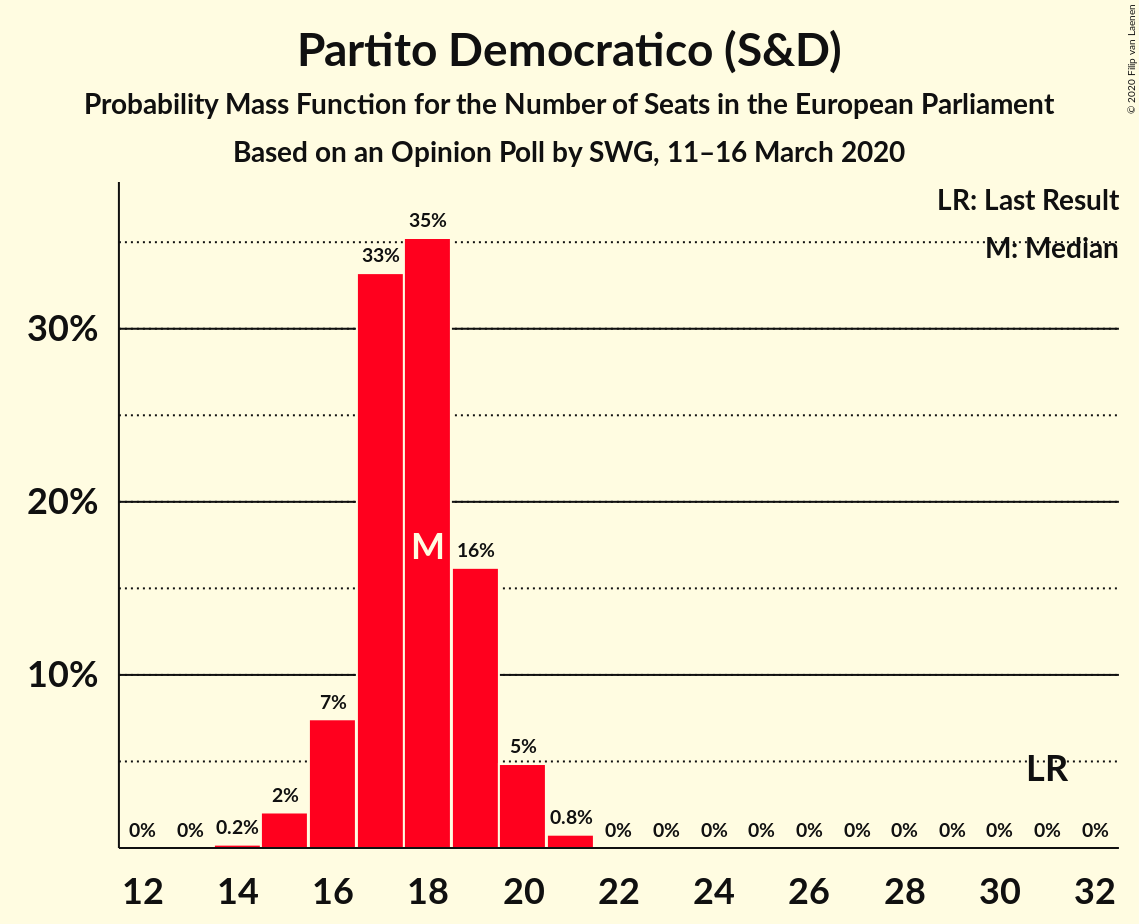 Partito Democratico (S&D)
Probability Mass Function for the Number of Seats in the European Parliament
Based on an Opinion Poll by SWG, 11–16 March 2020
© 2020 Filip van Laenen
LR: Last Result
M: Median
30%
20%
10%
0% 0% 0.2% 2% 7% 33% 35% 16% 5% 0.8% 0% 0% 0% 0% 0% 0% 0% 0% 0% 0% 0%
M
LR
12 14 16 18 20 22 24 26 28 30 32